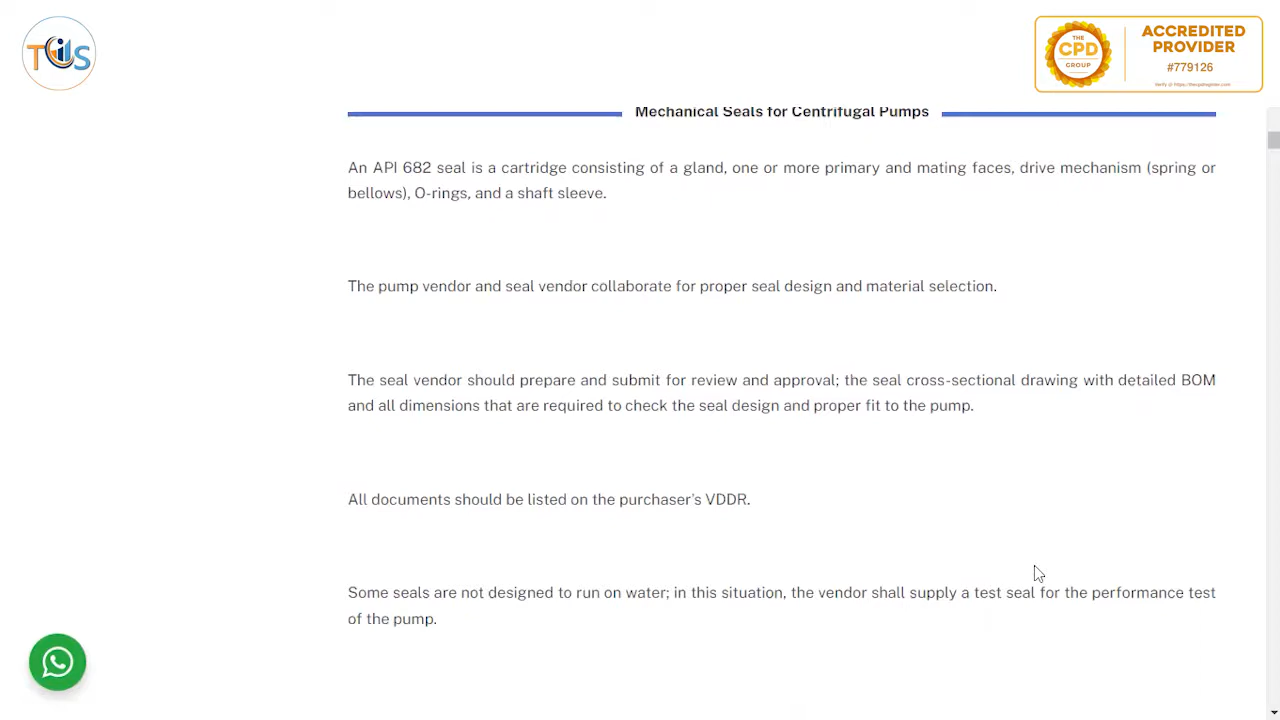 TCIIS
THE
CPD
GROUP
ACCREDITED
PROVIDER
#779126
Mechanical Seals for Centrifugal Pumps
An API 682 seal is a cartridge consisting of a gland, one or more primary and mating faces, drive mechanism (spring or
bellows), O-rings, and a shaft sleeve.
The pump vendor and seal vendor collaborate for proper seal design and material selection.
The seal vendor should prepare and submit for review and approval; the seal cross-sectional drawing with detailed BOM
and all dimensions that are required to check the seal design and proper fit to the pump.
All documents should be listed on the purchaser's VDDR.
Some seals are not designed to run on water; in this situation, the vendor shall supply a test seal for the performance test
of the pump.